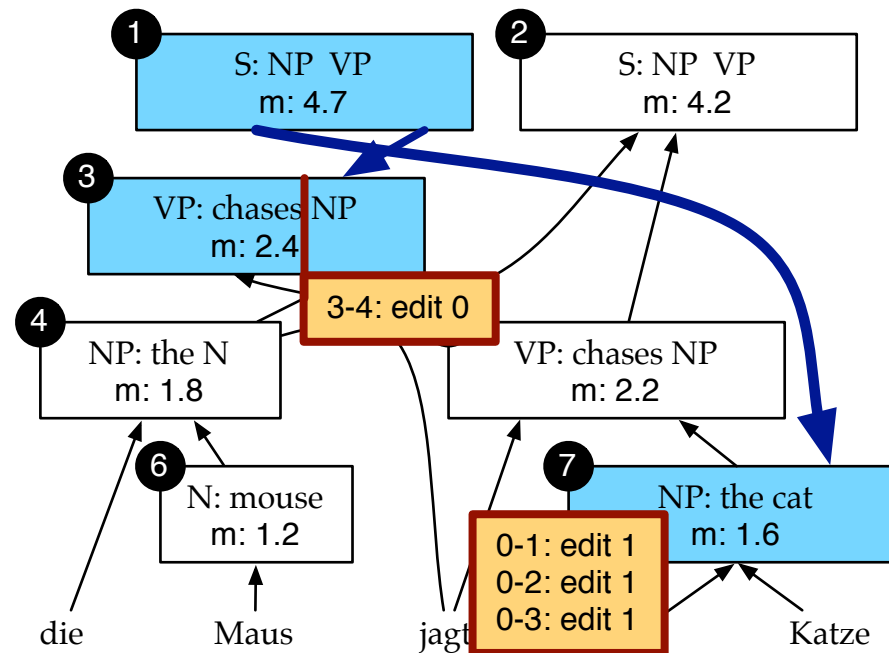 1
S: NP VP
m: 4.7
2
S: NP VP
m: 4.2
3
VP: chases NP
m: 2.4
3-4: edit 0
4
NP: the N
m: 1.8
VP: chases NP
m: 2.2
6
N: mouse
m: 1.2
7
NP: the cat
m: 1.6
0-1: edit 1
0-2: edit 1
0-3: edit 1
die Maus jagt Katze